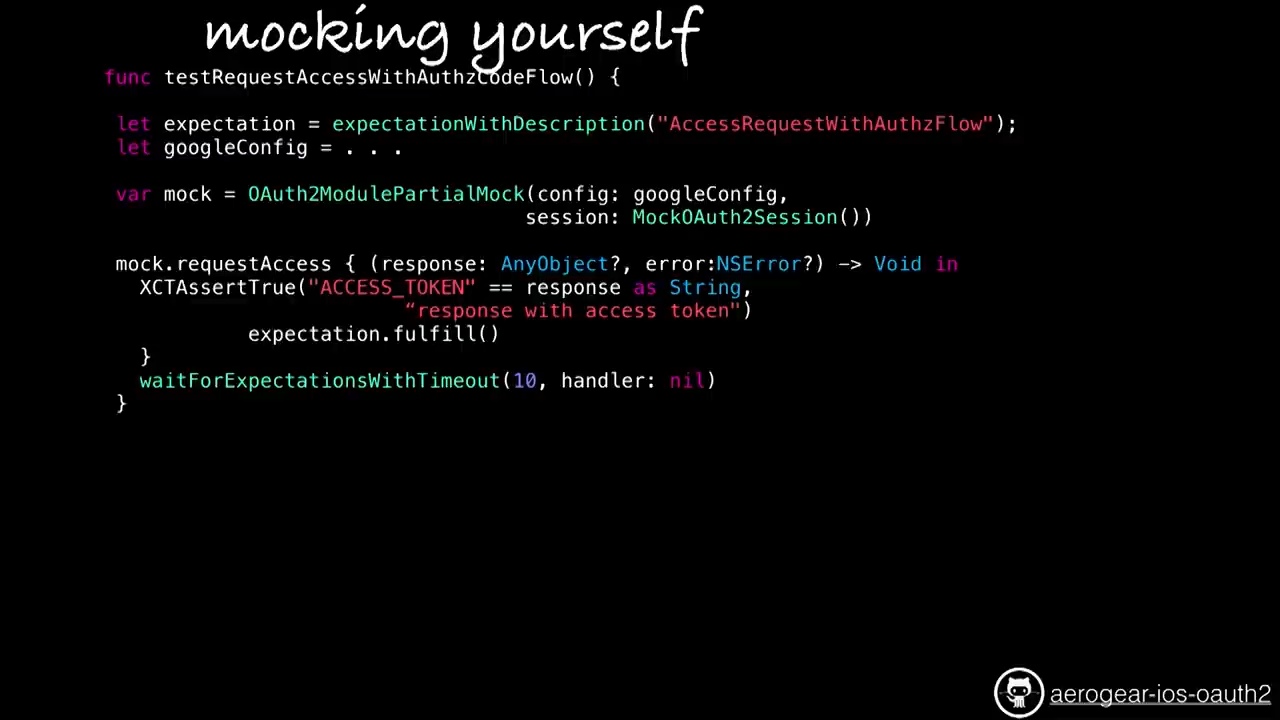 mocking yourself
func testRequestAccessWithAuthzCodeFlow() {
let expectation = expectationWithDescription("AccessRequestWithAuthzFlow");
let googleConfig = . . .
var mock = OAuth2ModulePartialMock(config: googleConfig,
session: MockOAuth2Session())
mock.requestAccess { (response: AnyObject?, error:NSError?) -> Void in
XCTAssertTrue("ACCESS_TOKEN" == response as String,
“response with access token")
expectation.fulfill()
}
waitForExpectationsWithTimeout(10, handler: nil)
}
aerogear-ios-oauth2